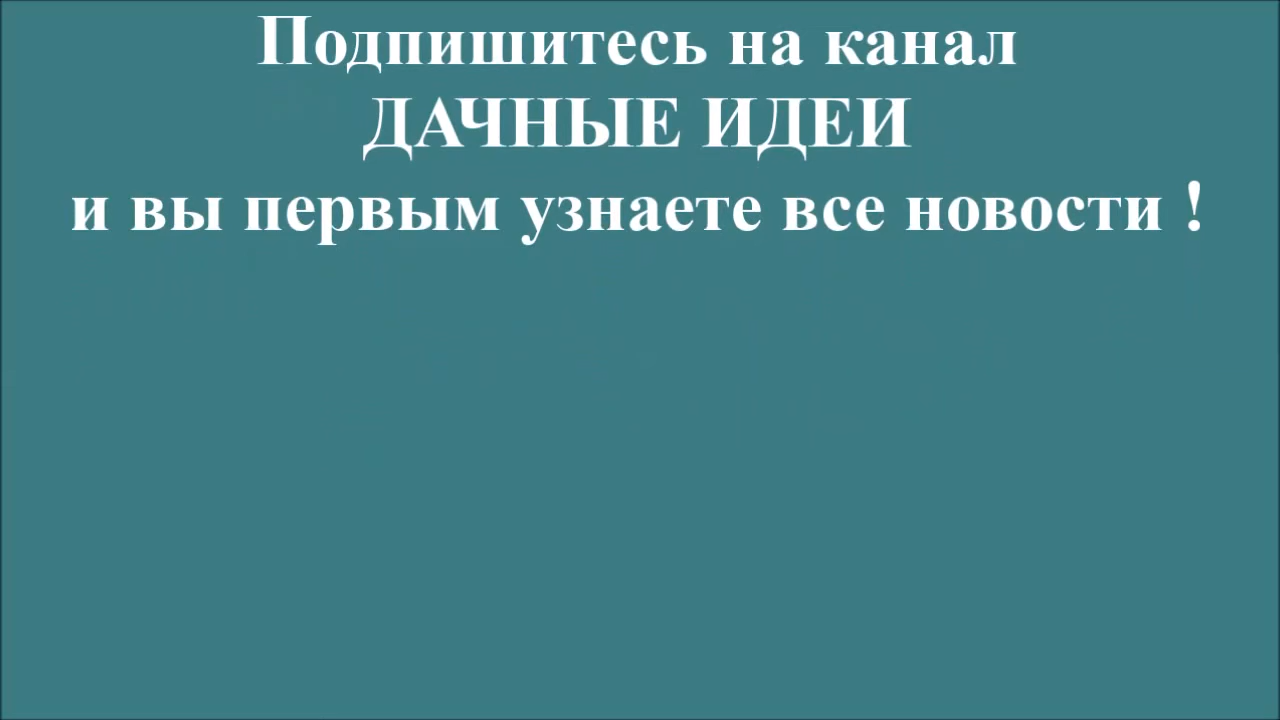 Подпишитесь на канал
ДАЧНЫЕ ИДЕИ
и вы первым узнаете все новости !